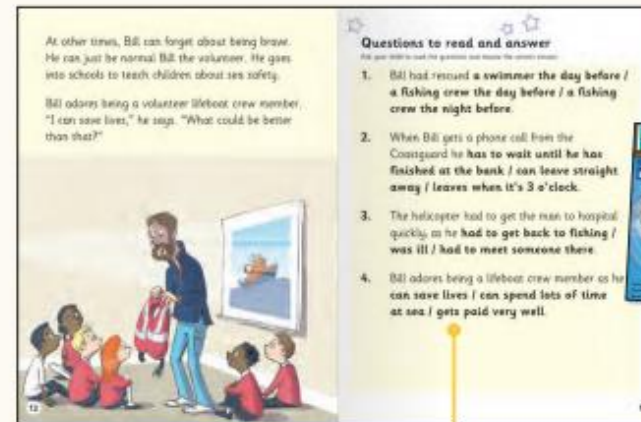 At other times, Bill can forget about being brave.
He can just be normal Bill the volunteer. He goes
into schools to teach children about sea safety.
Bill adores being a volunteer lifeboat crew member.
"I can save lives," he says. "What could be better
than that?"
12
Questions to read and answer
1. Bill had rescued a swimmer the day before /
a fishing crew the day before / a fishing
crew the night before.
2. When Bill gets a phone call from the
Coastguard he has to wait until he has
finished at the bank / can leave straight
away / leaves when it's 3 o'clock.
3. The helicopter had to get the man to hospital
quickly, as he had to get back to fishing /
was ill / had to meet someone there.
4. Bill adores being a lifeboat crew member as he
can save lives / can spend lots of time
at sea / gets paid very well.